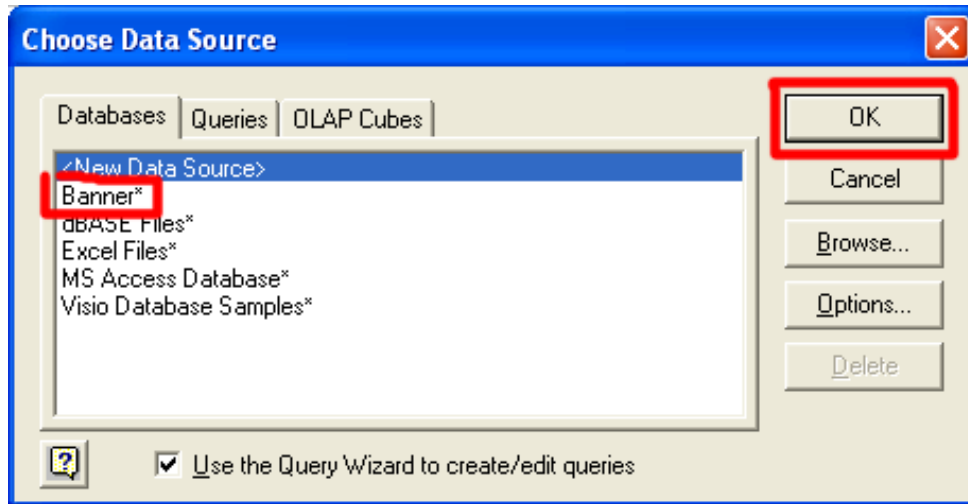 Choose Data Source
Databases Queries OLAP Cubes
<New Data Source>
Banner*
dBASE Files*
Excel Files*
MS Access Database*
Visio Database Samples*
OK
Cancel
Browse...
Options...
Delete
? Use the Query Wizard to create/edit queries